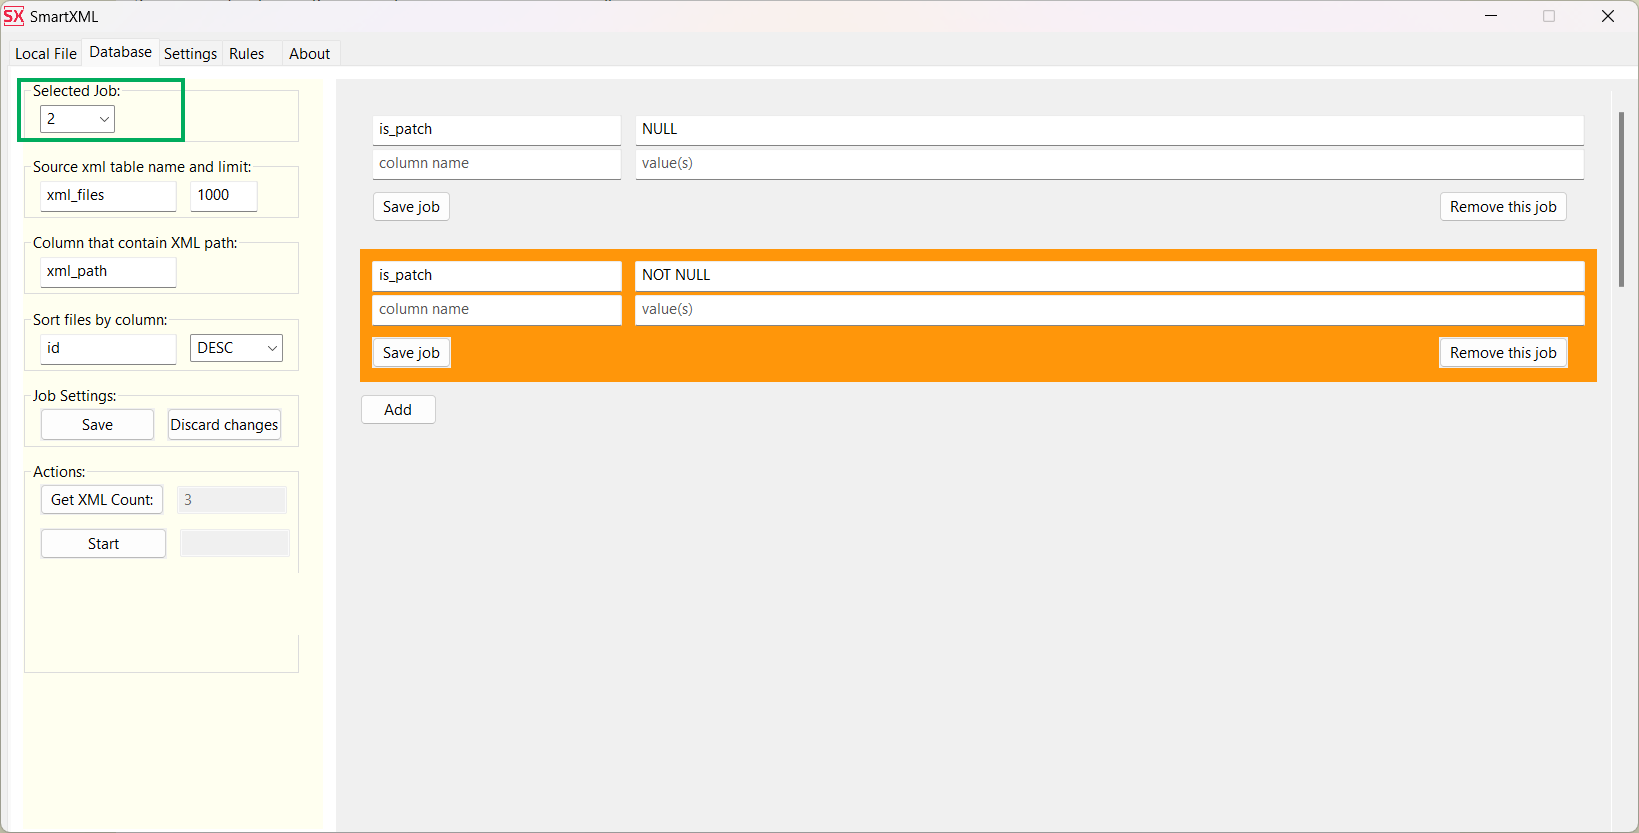 SX SmartXML
Local File Database Settings Rules About
Selected Job:
2
Source xml table name and limit:
xml_files 1000
Column that contain XML path:
xml_path
Sort files by column:
id DESC
Job Settings:
Save Discard changes
Actions:
Get XML Count: 3
Start
is_patch NULL
column name value(s)
Save job Remove this job
is_patch NOT NULL
column name value(s)
Save job Remove this job
Add